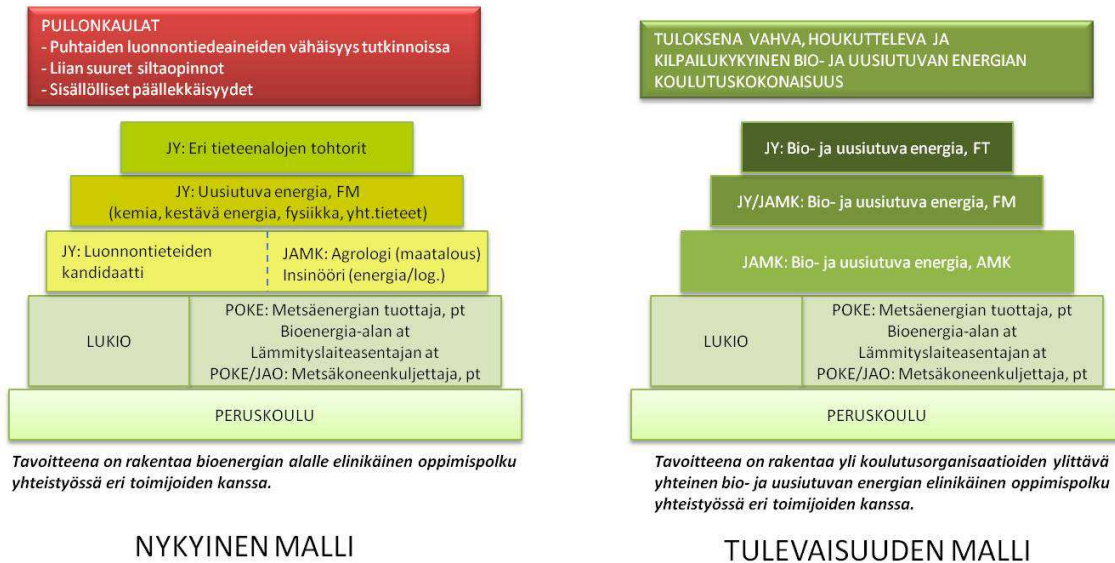 PULLONKAULAT
- Puhtaiden luonnontiedeaineiden vähäisyys tutkinnoissa
- Liian suuret siltaopinnot
- Sisällölliset päällekkäisyydet
JY: Eri tieteenalojen tohtorit
JY: Uusiutuva energia, FM
(kemia, kestävä energia, fysiikka, yht.tieteet)
JY: Luonnontieteiden
kandidaatti
JAMK: Agrologi (maatalous)
Insinööri (energia/log.)
LUKIO
POKE: Metsäenergian tuottaja, pt
Bioenergia-alan at
Lämmityslaiteasentajan at
POKE/JAO: Metsäkoneenkuljettaja, pt
PERUSKOULU
Tavoitteena on rakentaa bioenergian alalle elinikäinen oppimispolku
yhteistyössä eri toimijoiden kanssa.
NYKYINEN MALLI
TULOKSENA VAHVA, HOUKUTTELEVA JA
KILPAILUKYKYINEN BIO- JA UUSIUTUVAN ENERGIAN
KOULUTUSKOKONAISUUS
JY: Bio- ja uusiutuva energia, FT
JY/JAMK: Bio- ja uusiutuva energia, FM
JAMK: Bio- ja uusiutuva energia, AMK
LUKIO
POKE: Metsäenergian tuottaja, pt
Bioenergia-alan at
Lämmityslaiteasentajan at
POKE/JAO: Metsäkoneenkuljettaja, pt
PERUSKOULU
Tavoitteena on rakentaa yli koulutusorganisaatioiden ylittävä
yhteinen bio- ja uusiutuvan energian elinikäinen oppimispolku
yhteistyössä eri toimijoiden kanssa.
TULEVAISUUDEN MALLI